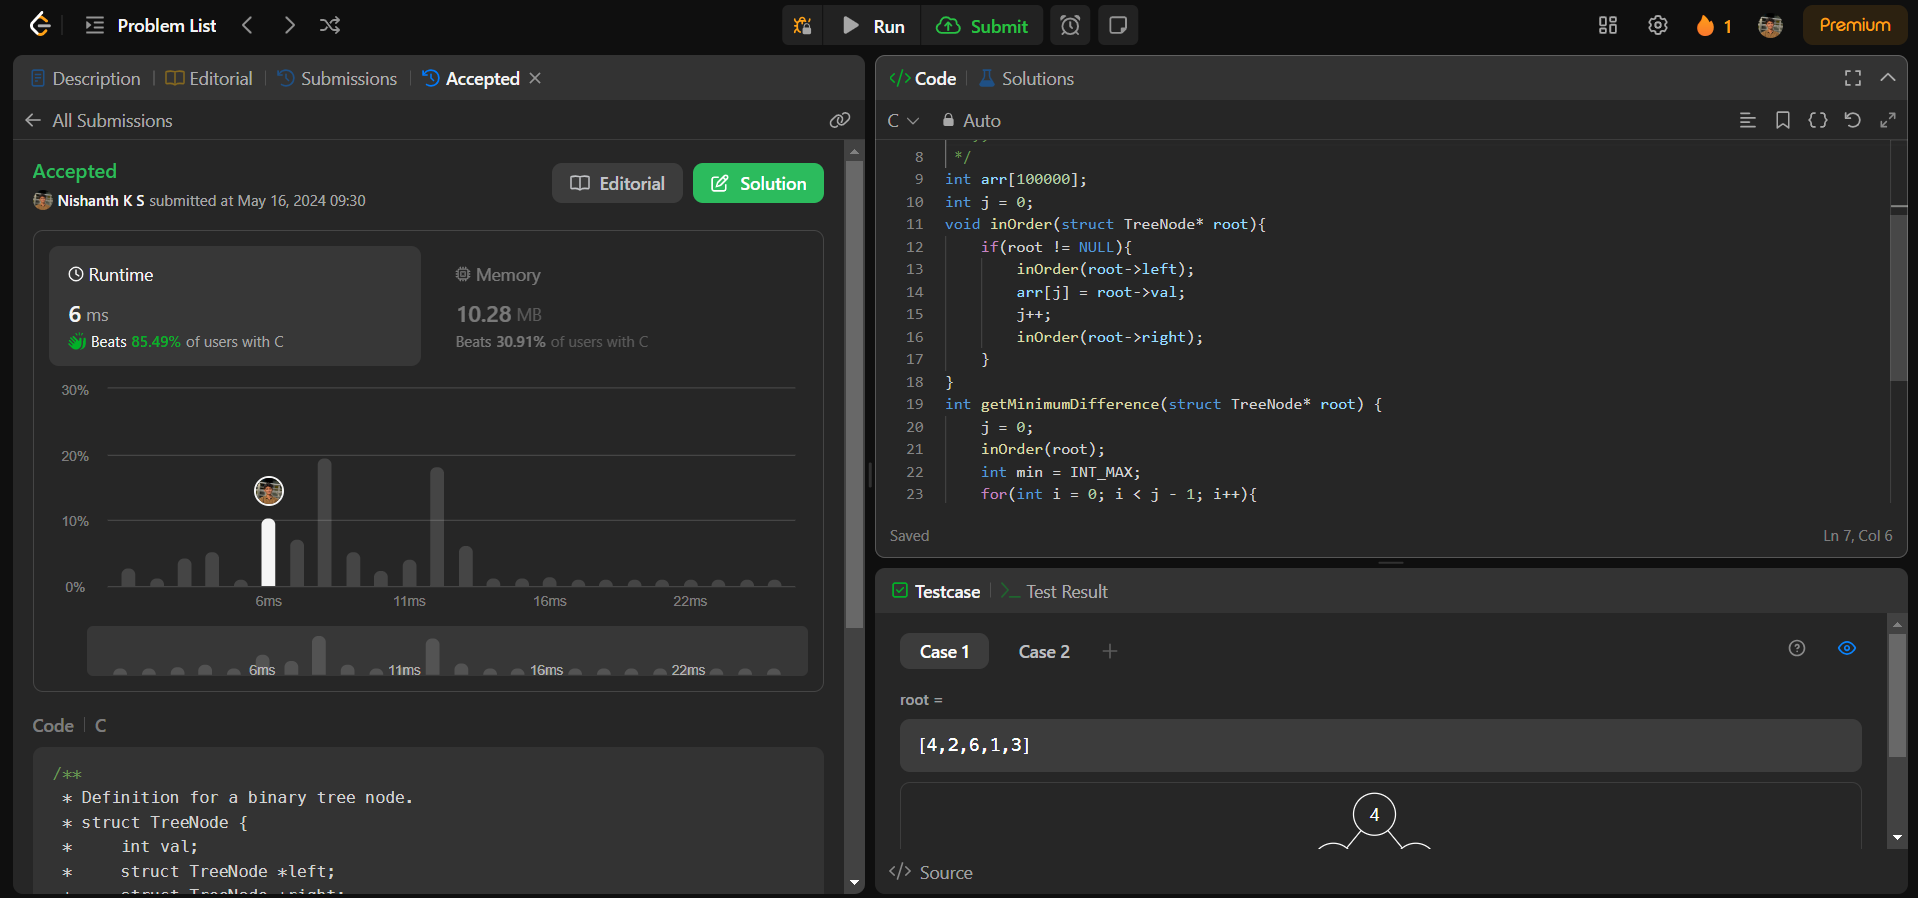 Problem List
Run
Submit
1
Premium
Description
Editorial
Submissions
Accepted
All Submissions
Accepted
Nishanth K S submitted at May 16, 2024 09:30
Editorial
Solution
Runtime
6 ms
Beats 85.49% of users with C
Memory
10.28 MB
Beats 30.91% of users with C
30%
20%
10%
0%
6ms 11ms 16ms 22ms
6ms 11ms 16ms 22ms
Code C
/**
* Definition for a binary tree node.
* struct TreeNode {
*     int val;
*     struct TreeNode *left;
*     struct TreeNode *right;
</> Code
Solutions
C
Auto
8 */
9 int arr[100000];
10 int j = 0;
11 void inOrder(struct TreeNode* root){
12     if(root != NULL){
13         inOrder(root->left);
14         arr[j] = root->val;
15         j++;
16         inOrder(root->right);
17     }
18 }
19 int getMinimumDifference(struct TreeNode* root) {
20     j = 0;
21     inOrder(root);
22     int min = INT_MAX;
23     for(int i = 0; i < j - 1; i++){
Saved
Ln 7, Col 6
Testcase
>_ Test Result
Case 1
Case 2
+
root =
[4,2,6,1,3]
4
</> Source